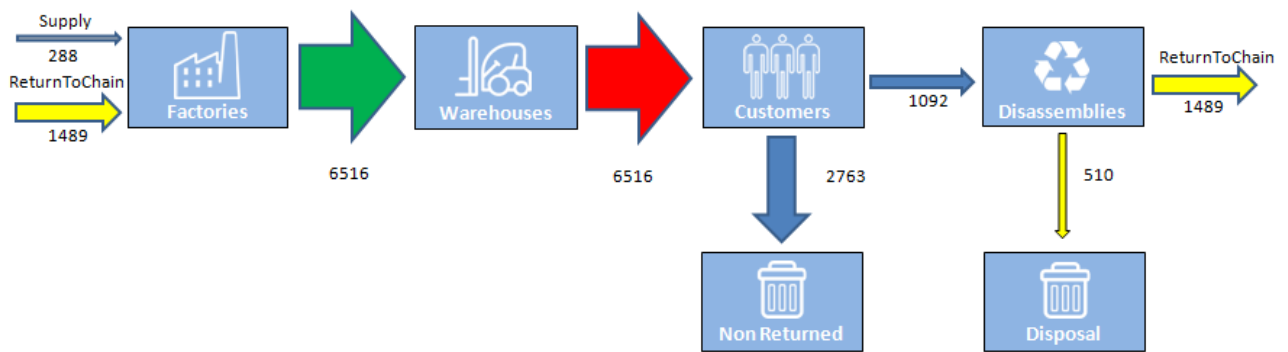 Supply
288
ReturnToChain
1489
Factories
6516
Warehouses
6516
Customers
1092
2763
Disassemblies
ReturnToChain
1489
510
Non Returned
Disposal